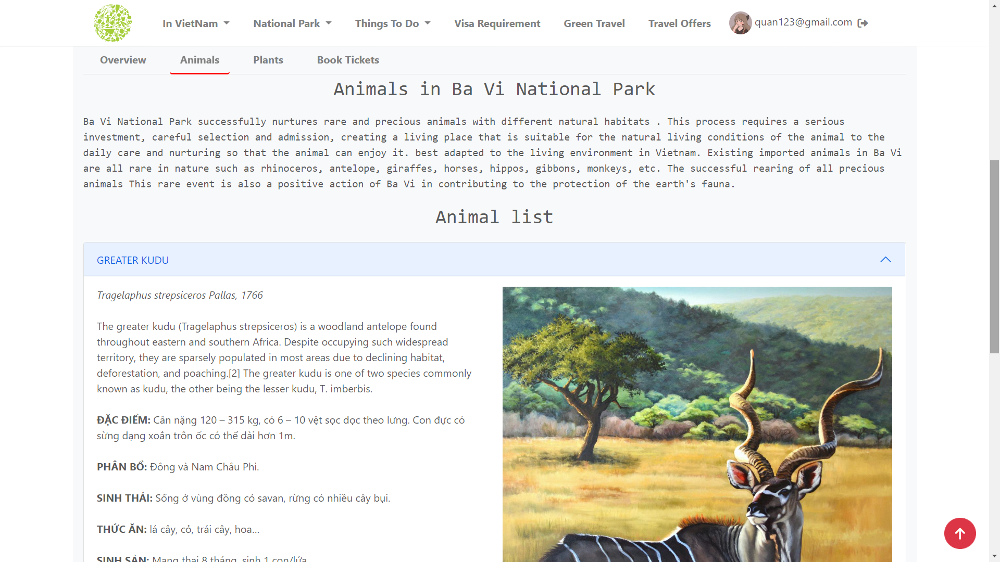 In VietNam National Park Things To Do Visa Requirement Green Travel Travel Offers quan123@gmail.com
Overview Animals Plants Book Tickets
Animals in Ba Vi National Park
Ba Vi National Park successfully nurtures rare and precious animals with different natural habitats . This process requires a serious
investment, careful selection and admission, creating a living place that is suitable for the natural living conditions of the animal to the
daily care and nurturing so that the animal can enjoy it. best adapted to the living environment in Vietnam. Existing imported animals in Ba Vi
are all rare in nature such as rhinoceros, antelope, giraffes, horses, hippos, gibbons, monkeys, etc. The successful rearing of all precious
animals This rare event is also a positive action of Ba Vi in contributing to the protection of the earth's fauna.
Animal list
GREATER KUDU
Tragelaphus strepsiceros Pallas, 1766
The greater kudu (Tragelaphus strepsiceros) is a woodland antelope found
throughout eastern and southern Africa. Despite occupying such widespread
territory, they are sparsely populated in most areas due to declining habitat,
deforestation, and poaching.[2] The greater kudu is one of two species commonly
known as kudu, the other being the lesser kudu, T. imberbis.
ĐẶC ĐIỂM: Cân nặng 120 – 315 kg, có 6 – 10 vệt sọc dọc theo lưng. Con đực có
sừng dạng xoắn trôn ốc có thể dài hơn 1m.
PHÂN BỔ: Đông và Nam Châu Phi.
SINH THÁI: Sống ở vùng đồng cỏ savan, rừng có nhiều cây bụi.
THỨC ĂN: lá cây, cỏ, trái cây, hoa…
SINH SẢN: Mang thai 8 tháng, sinh 1 con/lứa